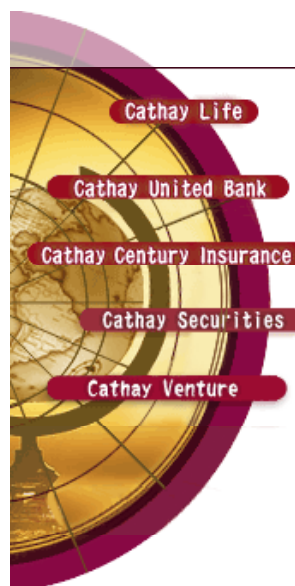 Cathay Life
Cathay United Bank
Cathay Century Insurance
Cathay Securities
Cathay Venture